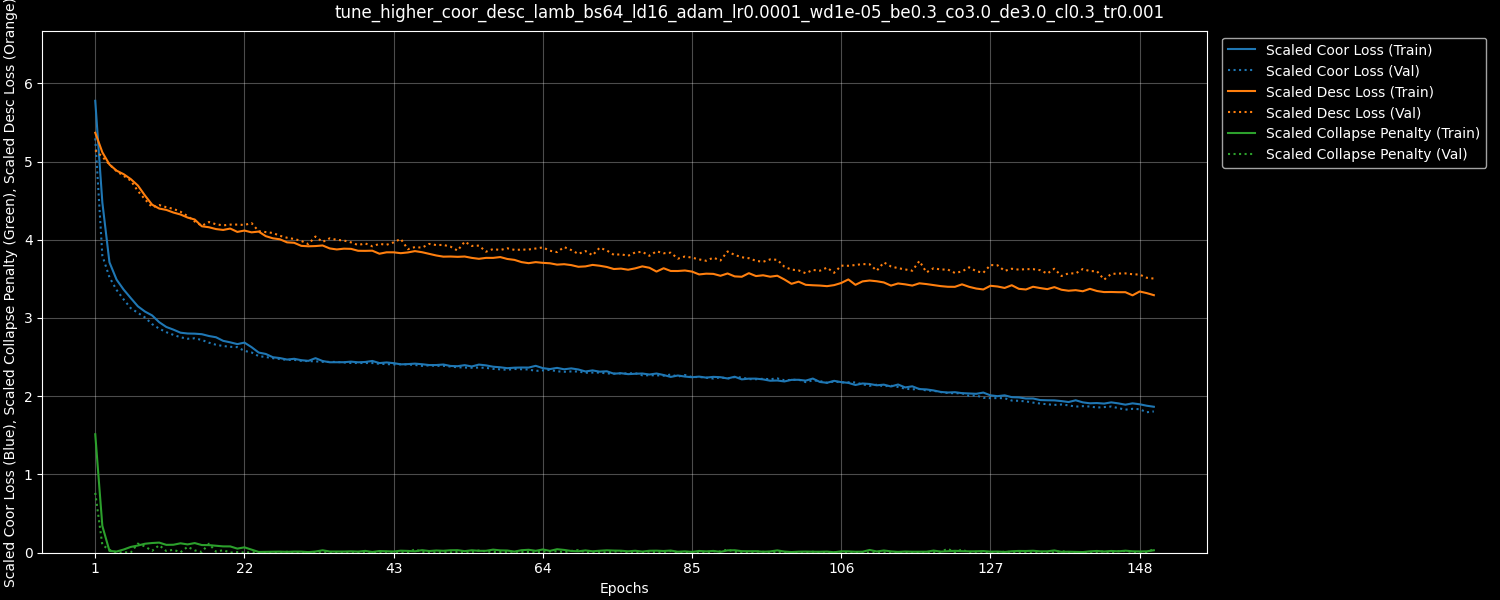 tune_higher_coor_desc_lamb_bs64_ld16_adam_lr0.0001_wd1e-05_be0.3_co3.0_de3.0_cl0.3_tr0.001
Scaled Coor Loss (Blue), Scaled Collapse Penalty (Green), Scaled Desc Loss (Orange)
6
5
4
3
2
1
0
1 22 43 64 85 106 127 148
Epochs
Scaled Coor Loss (Train)
Scaled Coor Loss (Val)
Scaled Desc Loss (Train)
Scaled Desc Loss (Val)
Scaled Collapse Penalty (Train)
Scaled Collapse Penalty (Val)